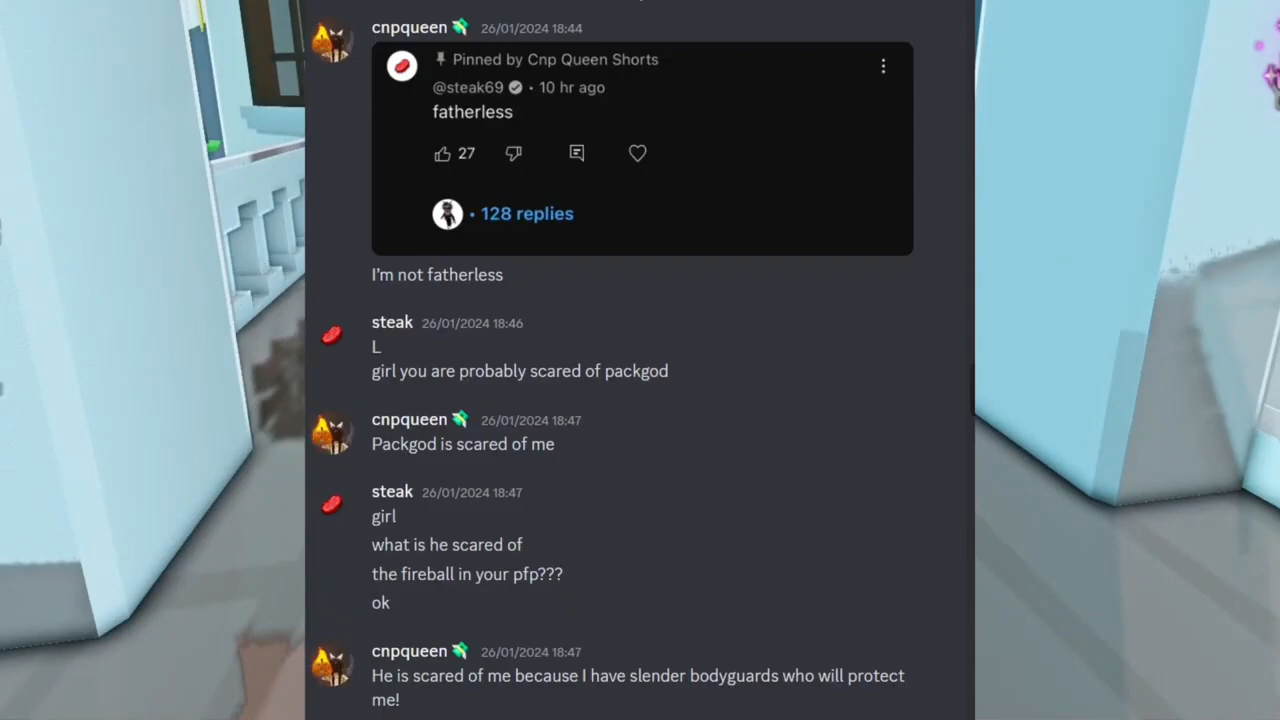 cnpqueen 26/01/2024 18:44
Pinned by Cnp Queen Shorts
@steak69 • 10 hr ago
fatherless
27
• 128 replies
I'm not fatherless
steak 26/01/2024 18:46
L
girl you are probably scared of packgod
cnpqueen 26/01/2024 18:47
Packgod is scared of me
steak 26/01/2024 18:47
girl
what is he scared of
the fireball in your pfp???
ok
cnpqueen 26/01/2024 18:47
He is scared of me because I have slender bodyguards who will protect
me!